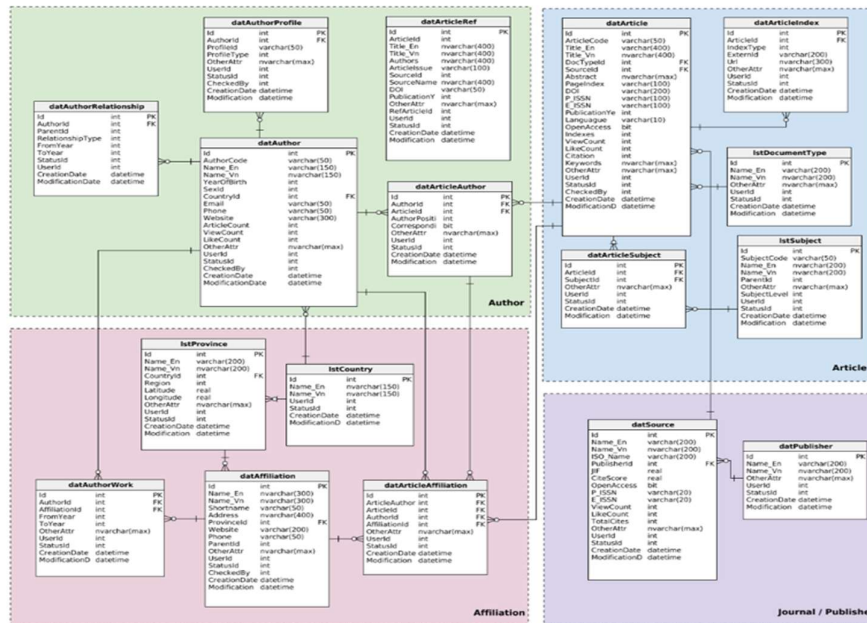 datAuthorProfile
Id int PK
AuthorId int FK
ProfileId varchar(50)
ProfileType int
OtherAttr nvarchar(max)
UserId int
StatusId int
CheckedBy int
CreationDate datetime
Modification datetime
datArticleRef
Id int PK
ArticleId int
Title_En nvarchar(400)
Title_Vn nvarchar(400)
Authors nvarchar(400)
ArticleIssue varchar(100)
SourceId int
SourceName nvarchar(400)
DOI varchar(50)
PublicationY int
OtherAttr nvarchar(max)
RefArticleId int
UserId int
StatusId int
CreationDate datetime
Modification datetime
datAuthorRelationship
Id int PK
AuthorId int FK
ParentId int
RelationshipType int
FromYear int
ToYear int
StatusId int
UserId int
CreationDate datetime
ModificationDate datetime
datAuthor
Id int PK
AuthorCode varchar(50)
Name_En varchar(150)
Name_Vn nvarchar(150)
YearOfBirth int
SexId int
CountryId int FK
Email varchar(50)
Phone varchar(50)
Website varchar(300)
ArticleCount int
ViewCount int
LikeCount int
OtherAttr nvarchar(max)
UserId int
StatusId int
CheckedBy int
CreationDate datetime
ModificationDate datetime
datArticleAuthor
Id int PK
AuthorId int FK
ArticleId int FK
AuthorPositi int
Correspondi bit
OtherAttr nvarchar(max)
UserId int
StatusId int
CreationDate datetime
Modification datetime
Author
datArticle
Id int PK
ArticleCode varchar(50)
Title_En varchar(400)
Title_Vn nvarchar(400)
DocTypeId int FK
SourceId int FK
Abstract nvarchar(max)
PageIndex varchar(100)
DOI varchar(200)
P_ISSN varchar(100)
E_ISSN varchar(100)
PublicationYe int
Languague varchar(10)
OpenAccess bit
Indexes int
ViewCount int
LikeCount int
Citation int
Keywords nvarchar(max)
OtherAttr nvarchar(max)
UserId int
StatusId int
CheckedBy int
CreationDate datetime
ModificationD datetime
datArticleIndex
Id int PK
ArticleId int FK
IndexType int
ExternId varchar(200)
Url nvarchar(300)
OtherAttr nvarchar(max)
UserId int
StatusId int
CreationDate datetime
Modification datetime
lstDocumentType
Id int PK
Name_En varchar(200)
Name_Vn nvarchar(200)
OtherAttr nvarchar(max)
UserId int
StatusId int
CreationDate datetime
Modification datetime
lstSubject
Id int PK
SubjectCode varchar(50)
Name_En nvarchar(200)
Name_Vn nvarchar(200)
ParentId int
OtherAttr nvarchar(max)
SubjectLevel int
UserId int
StatusId int
CreationDate datetime
Modification datetime
datArticleSubject
Id int PK
ArticleId int FK
SubjectId int FK
OtherAttr nvarchar(max)
UserId int
StatusId int
CreationDate datetime
Modification datetime
Article
lstProvince
Id int PK
Name_En varchar(200)
Name_Vn nvarchar(200)
CountryId int FK
Region int
Latitude real
Longitude real
OtherAttr nvarchar(max)
UserId int
StatusId int
CreationDate datetime
Modification datetime
lstCountry
Id int PK
Name_En nvarchar(150)
Name_Vn nvarchar(150)
UserId int
StatusId int
CreationDate datetime
ModificationD datetime
datAuthorWork
Id int PK
AuthorId int FK
AffiliationId int FK
FromYear int
ToYear int
OtherAttr nvarchar(max)
UserId int
StatusId int
CreationDate datetime
ModificationDate datetime
datAffiliation
Id int PK
Name_En nvarchar(300)
Name_Vn nvarchar(300)
Shortname varchar(50)
Address nvarchar(400)
ProvinceId int FK
Website varchar(200)
Phone varchar(50)
ParentId int
OtherAttr nvarchar(max)
UserId int
StatusId int
CheckedBy int
CreationDate datetime
Modification datetime
datArticleAffiliation
Id int PK
ArticleAuthor int FK
ArticleId int FK
AuthorId int FK
AffiliationId int FK
OtherAttr nvarchar(max)
UserId int
StatusId int
CreationDate datetime
Modification datetime
Affiliation
datSource
Id int PK
Name_En varchar(200)
Name_Vn nvarchar(200)
ISO_Name varchar(200)
PublisherId int FK
JIF real
CiteScore real
OpenAccess bit
P_ISSN varchar(20)
E_ISSN varchar(20)
ViewCount int
LikeCount int
TotalCites int
OtherAttr nvarchar(max)
UserId int
StatusId int
CreationDate datetime
ModificationD datetime
datPublisher
Id int PK
Name_En varchar(200)
Name_Vn nvarchar(200)
OtherAttr nvarchar(max)
UserId int
StatusId int
CreationDate datetime
Modification datetime
Journal / Publishe